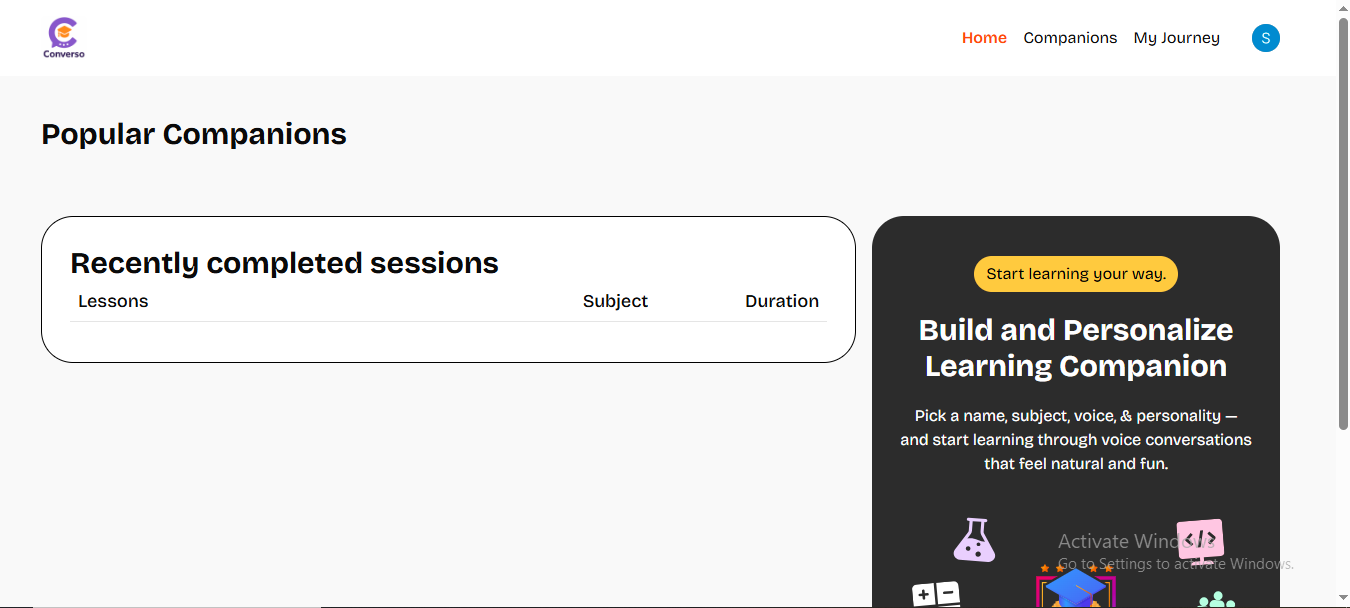 Converso
Home Companions My Journey S
Popular Companions
Recently completed sessions
Lessons Subject Duration
Start learning your way.
Build and Personalize
Learning Companion
Pick a name, subject, voice, & personality —
and start learning through voice conversations
that feel natural and fun.
</>
Activate Windows
Go to Settings to activate Windows.